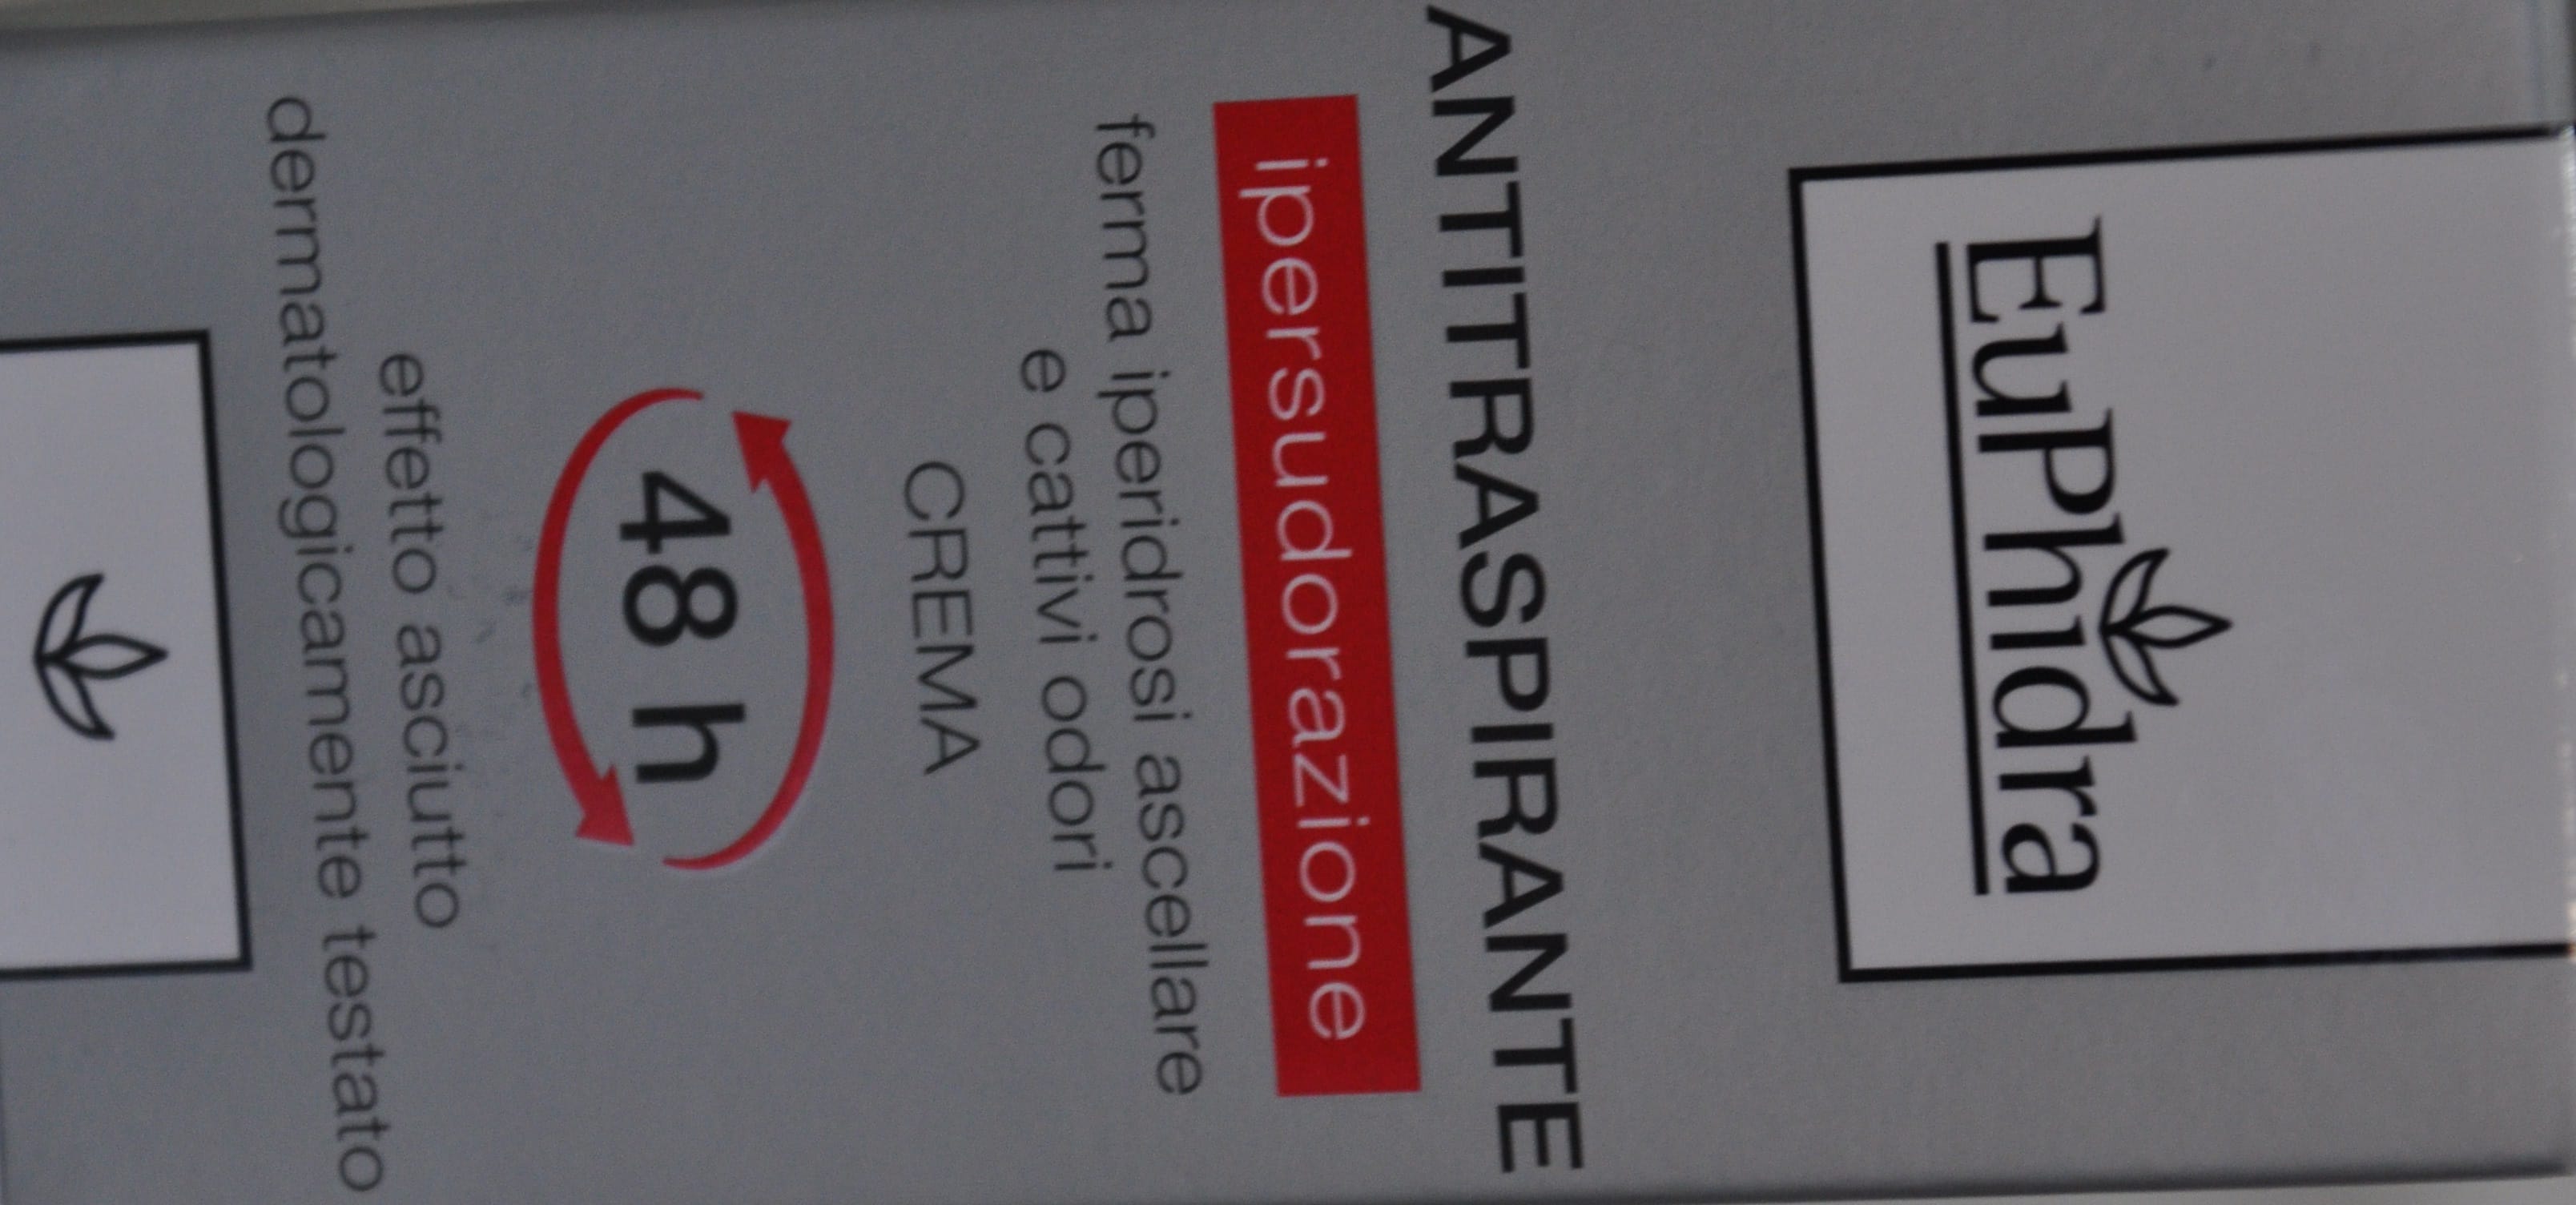 EuPhidra
ANTITRASPIRANTE
ipersudorazione
ferma iperidrosi ascellare
e cattivi odori
CREMA
48 h
effetto asciutto
dermatologicamente testato